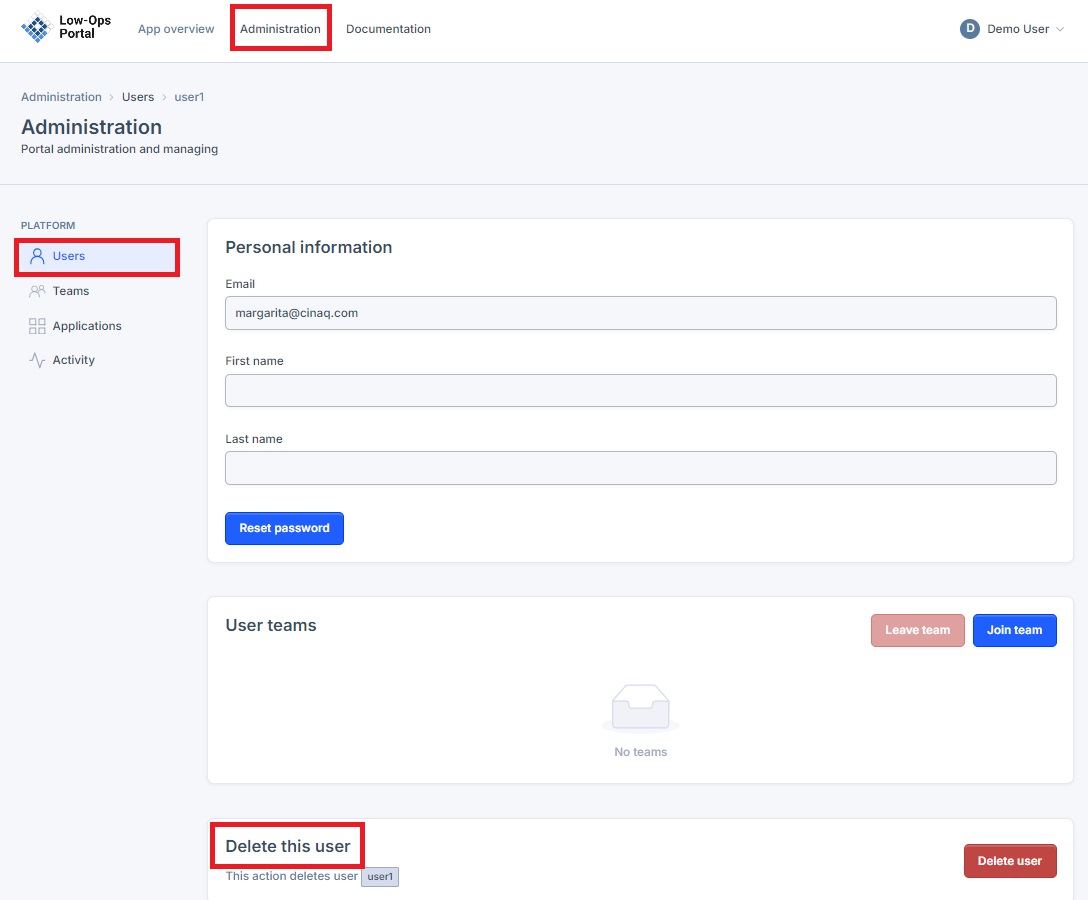 Low-Ops
Portal
App overview
Administration
Documentation
D
Demo User
Administration > Users > user1
Administration
Portal administration and managing
PLATFORM
Users
Teams
Applications
Activity
Personal information
Email
margarita@cinaq.com
First name
Last name
Reset password
User teams
Leave team
Join team
No teams
Delete this user
This action deletes user user1
Delete user